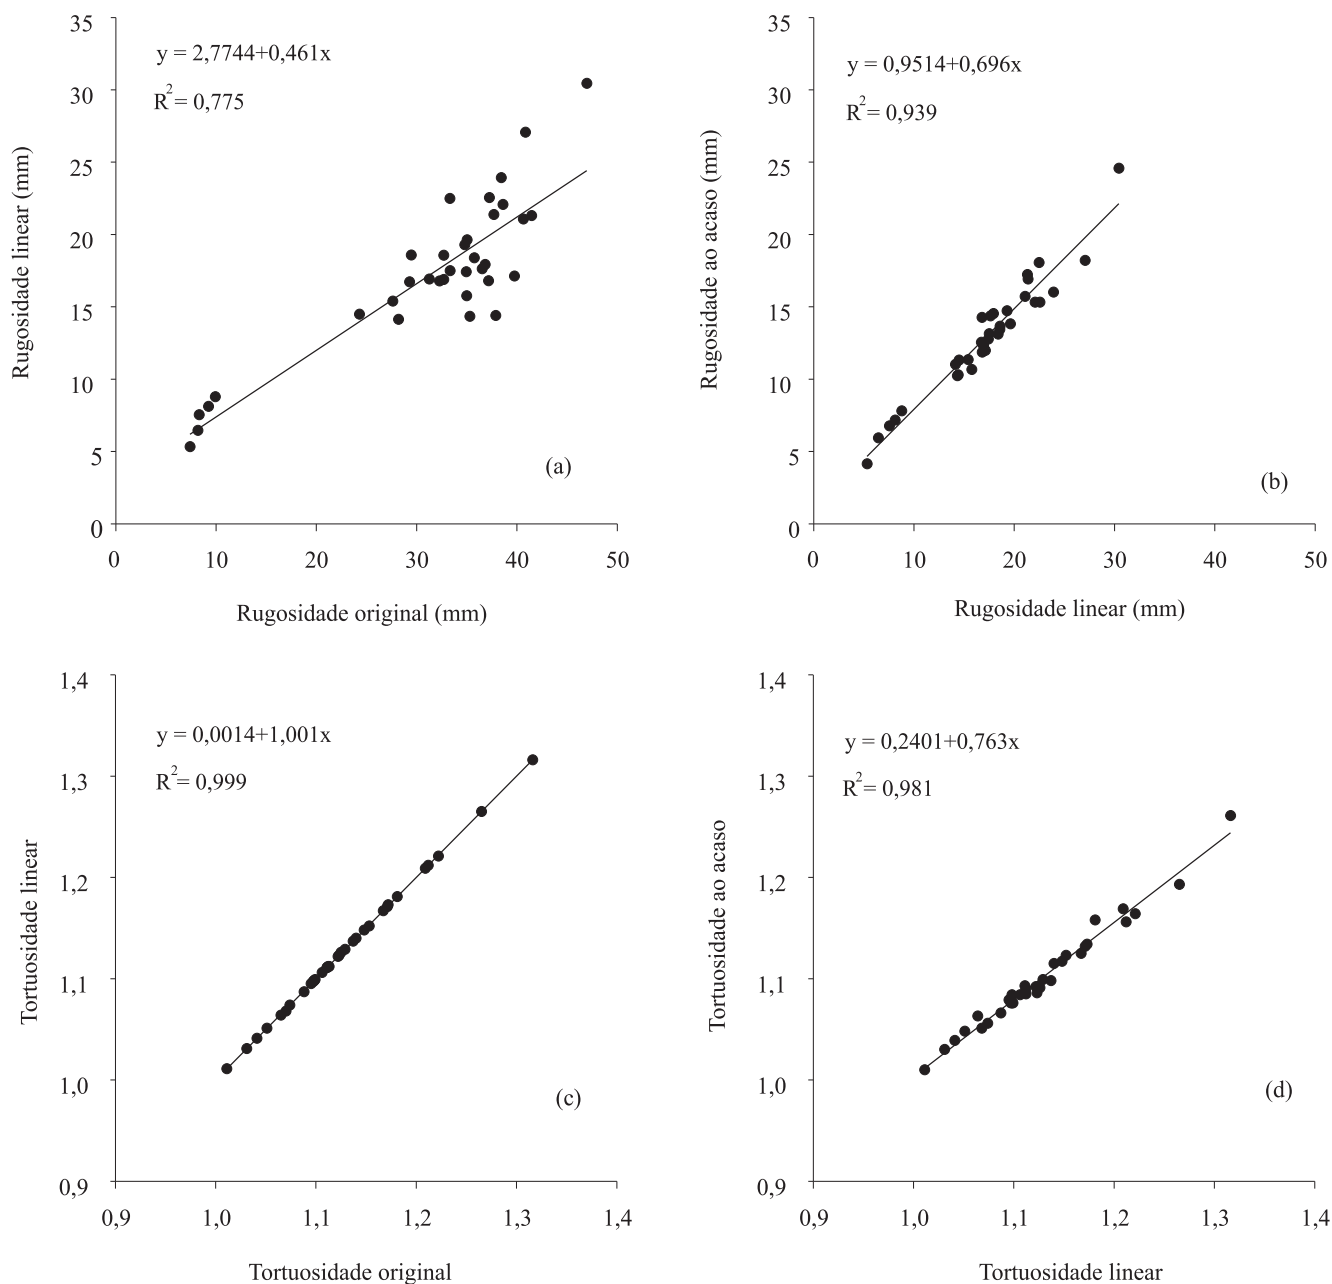 35
30
25
20
15
10
5
0
y = 2,7744+0,461x
R² = 0,775
Rugosidade linear (mm)
(a)
0 10 20 30 40 50
Rugosidade original (mm)
35
30
25
20
15
10
5
0
y = 0,9514+0,696x
R² = 0,939
Rugosidade ao acaso (mm)
(b)
0 10 20 30 40 50
Rugosidade linear (mm)
1,4
1,3
1,2
1,1
1,0
0,9
y = 0,0014+1,001x
R² = 0,999
Tortuosidade linear
(c)
0,9 1,0 1,1 1,2 1,3 1,4
Tortuosidade original
1,4
1,3
1,2
1,1
1,0
0,9
y = 0,2401+0,763x
R² = 0,981
Tortuosidade ao acaso
(d)
0,9 1,0 1,1 1,2 1,3 1,4
Tortuosidade linear